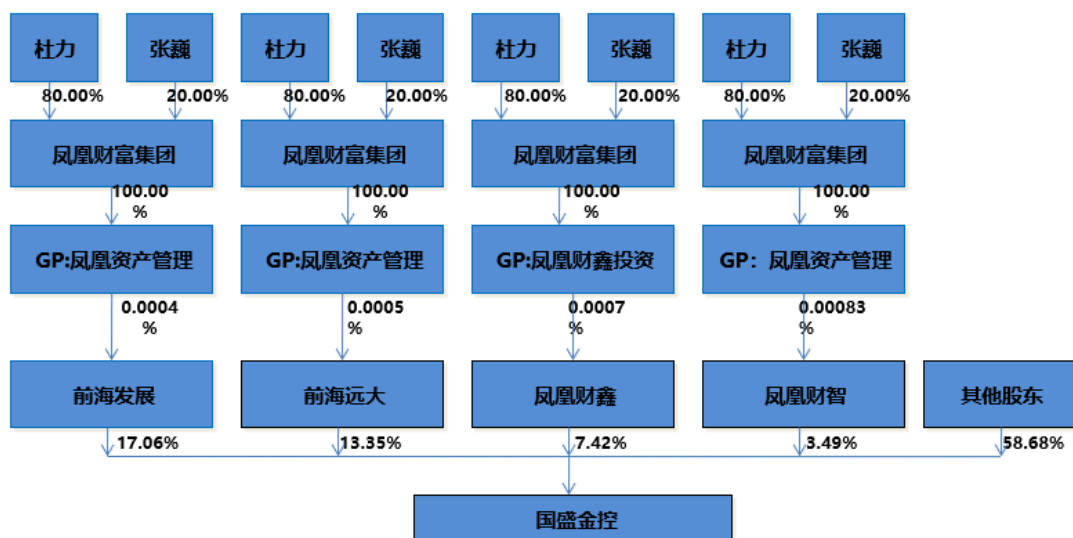 杜力 张巍 杜力 张巍 杜力 张巍 杜力 张巍
80.00% 20.00% 80.00% 20.00% 80.00% 20.00% 80.00% 20.00%
凤凰财富集团 凤凰财富集团 凤凰财富集团 凤凰财富集团
100.00% 100.00% 100.00% 100.00%
GP:凤凰资产管理 GP:凤凰资产管理 GP:凤凰财鑫投资 GP：凤凰资产管理
0.0004% 0.0005% 0.0007% 0.00083%
前海发展 前海远大 凤凰财鑫 凤凰财智 其他股东
17.06% 13.35% 7.42% 3.49% 58.68%
国盛金控